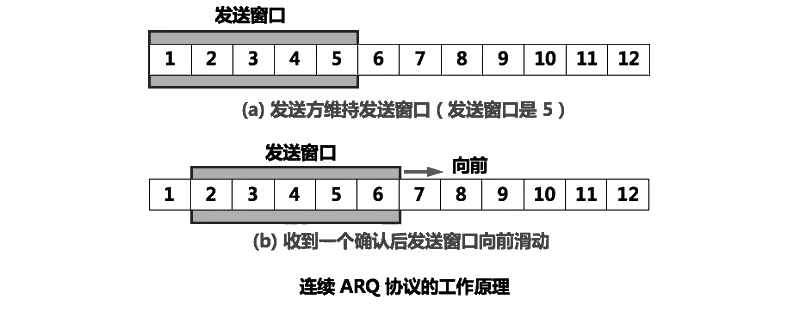 发送窗口
1 2 3 4 5 6 7 8 9 10 11 12
(a) 发送方维持发送窗口（发送窗口是 5）
发送窗口 向前
1 2 3 4 5 6 7 8 9 10 11 12
(b) 收到一个确认后发送窗口向前滑动
连续 ARQ 协议的工作原理